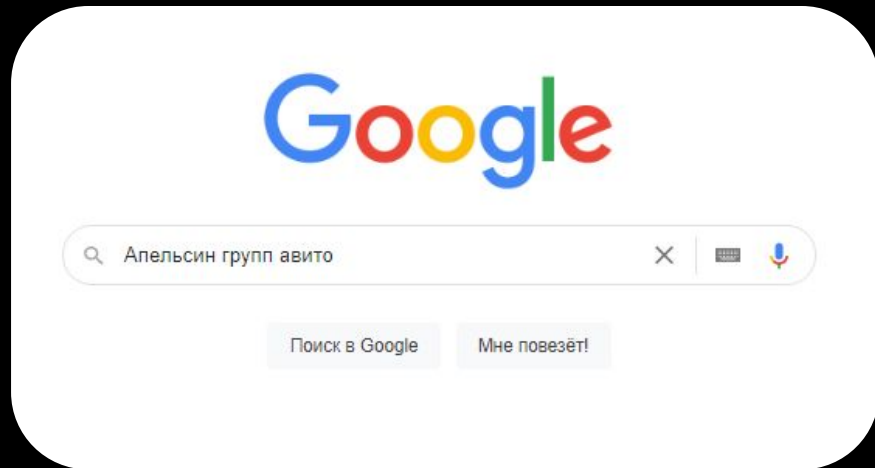 Google
Апельсин групп авито
Поиск в Google
Мне повезёт!